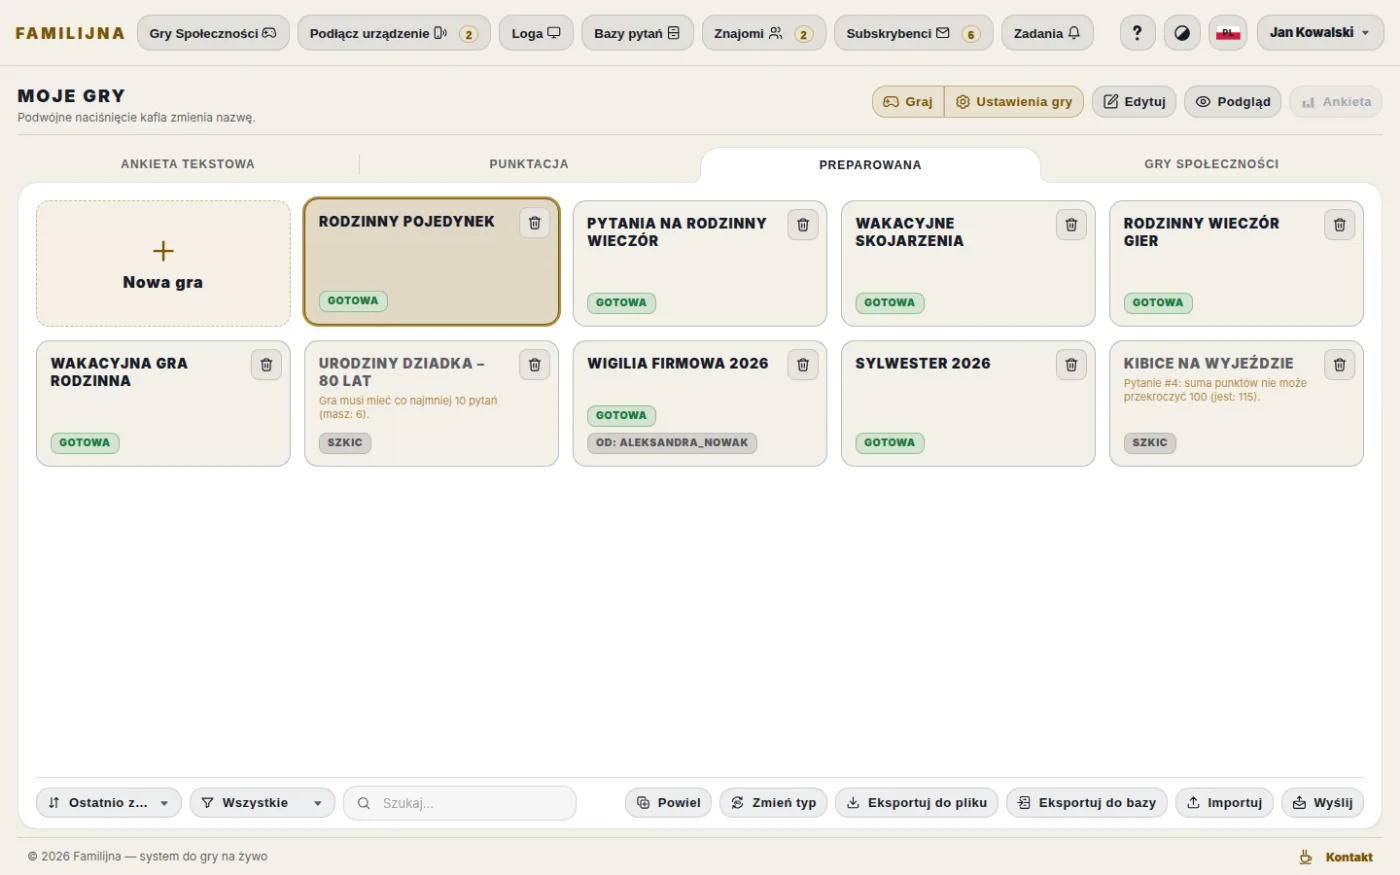 FAMILIJNA
Gry Społeczności
Podłącz urządzenie 2
Loga
Bazy pytań
Znajomi 2
Subskrybenci 6
Zadania
?
PL
Jan Kowalski
MOJE GRY
Podwójne naciśnięcie kafla zmienia nazwę.
Graj
Ustawienia gry
Edytuj
Podgląd
Ankieta
ANKIETA TEKSTOWA
PUNKTACJA
PREPAROWANA
GRY SPOŁECZNOŚCI
Nowa gra
RODZINNY POJEDYNEK
GOTOWA
PYTANIA NA RODZINNY
WIECZÓR
GOTOWA
WAKACYJNE
SKOJARZENIA
GOTOWA
RODZINNY WIECZÓR
GIER
GOTOWA
WAKACYJNA GRA
RODZINNA
GOTOWA
URODZINY DZIADKA –
80 LAT
Gra musi mieć co najmniej 10 pytań
(masz: 6).
SZKIC
WIGILIA FIRMOWA 2026
GOTOWA
OD: ALEKSANDRA_NOWAK
SYLWESTER 2026
GOTOWA
KIBICE NA WYJEŹDZIE
Pytanie #4: suma punktów nie może
przekroczyć 100 (jest: 115).
SZKIC
Ostatnio z...
Wszystkie
Szukaj...
Powiel
Zmień typ
Eksportuj do pliku
Eksportuj do bazy
Importuj
Wyślij
© 2026 Familijna — system do gry na żywo
Kontakt